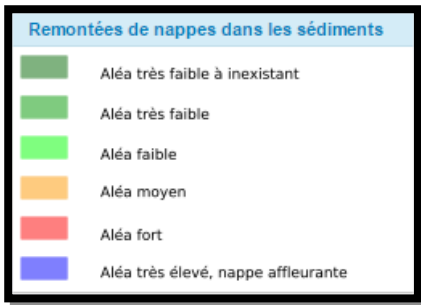 Remontées de nappes dans les sédiments
Aléa très faible à inexistant
Aléa très faible
Aléa faible
Aléa moyen
Aléa fort
Aléa très élevé, nappe affleurante